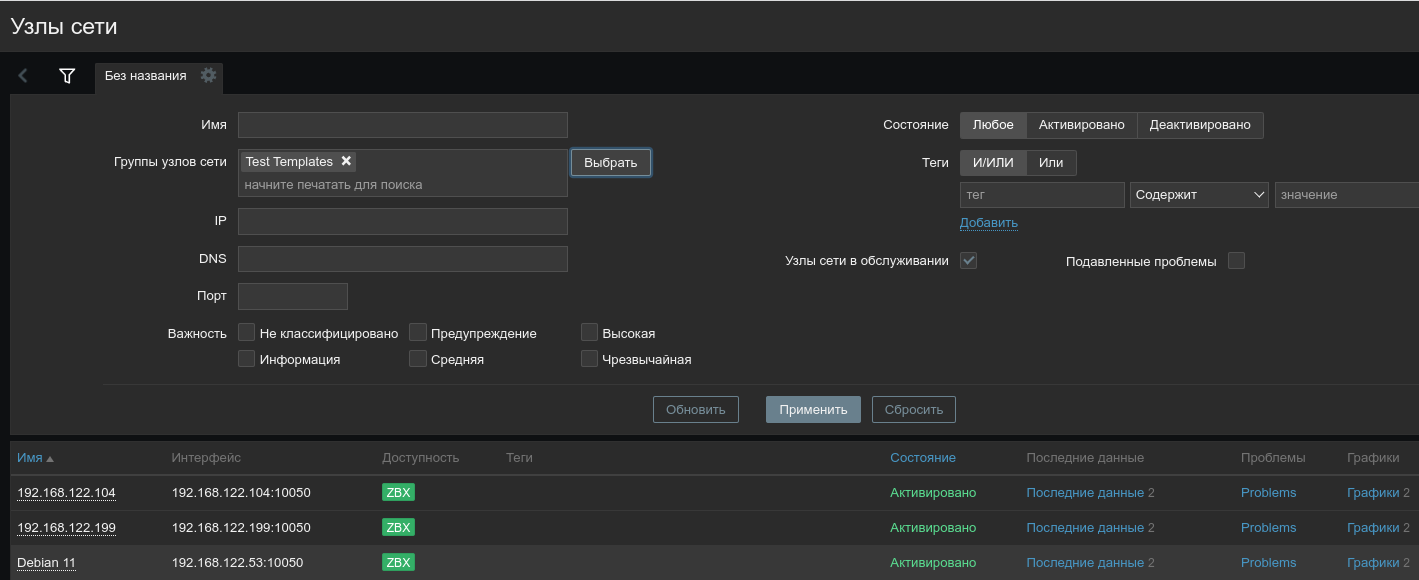 Узлы сети
Без названия
Имя
Состояние Любое Активировано Деактивировано
Группы узлов сети Test Templates Выбрать
начните печатать для поиска
Теги И/ИЛИ Или
тег Содержит значение
IP
Добавить
DNS
Узлы сети в обслуживании Подавленные проблемы
Порт
Важность Не классифицировано Предупреждение Высокая
Информация Средняя Чрезвычайная
Обновить Применить Сбросить
Имя Интерфейс Доступность Теги Состояние Последние данные Проблемы Графики
192.168.122.104 192.168.122.104:10050 ZBX Активировано Последние данные 2 Problems Графики 2
192.168.122.199 192.168.122.199:10050 ZBX Активировано Последние данные 2 Problems Графики 2
Debian 11 192.168.122.53:10050 ZBX Активировано Последние данные 2 Problems Графики 2